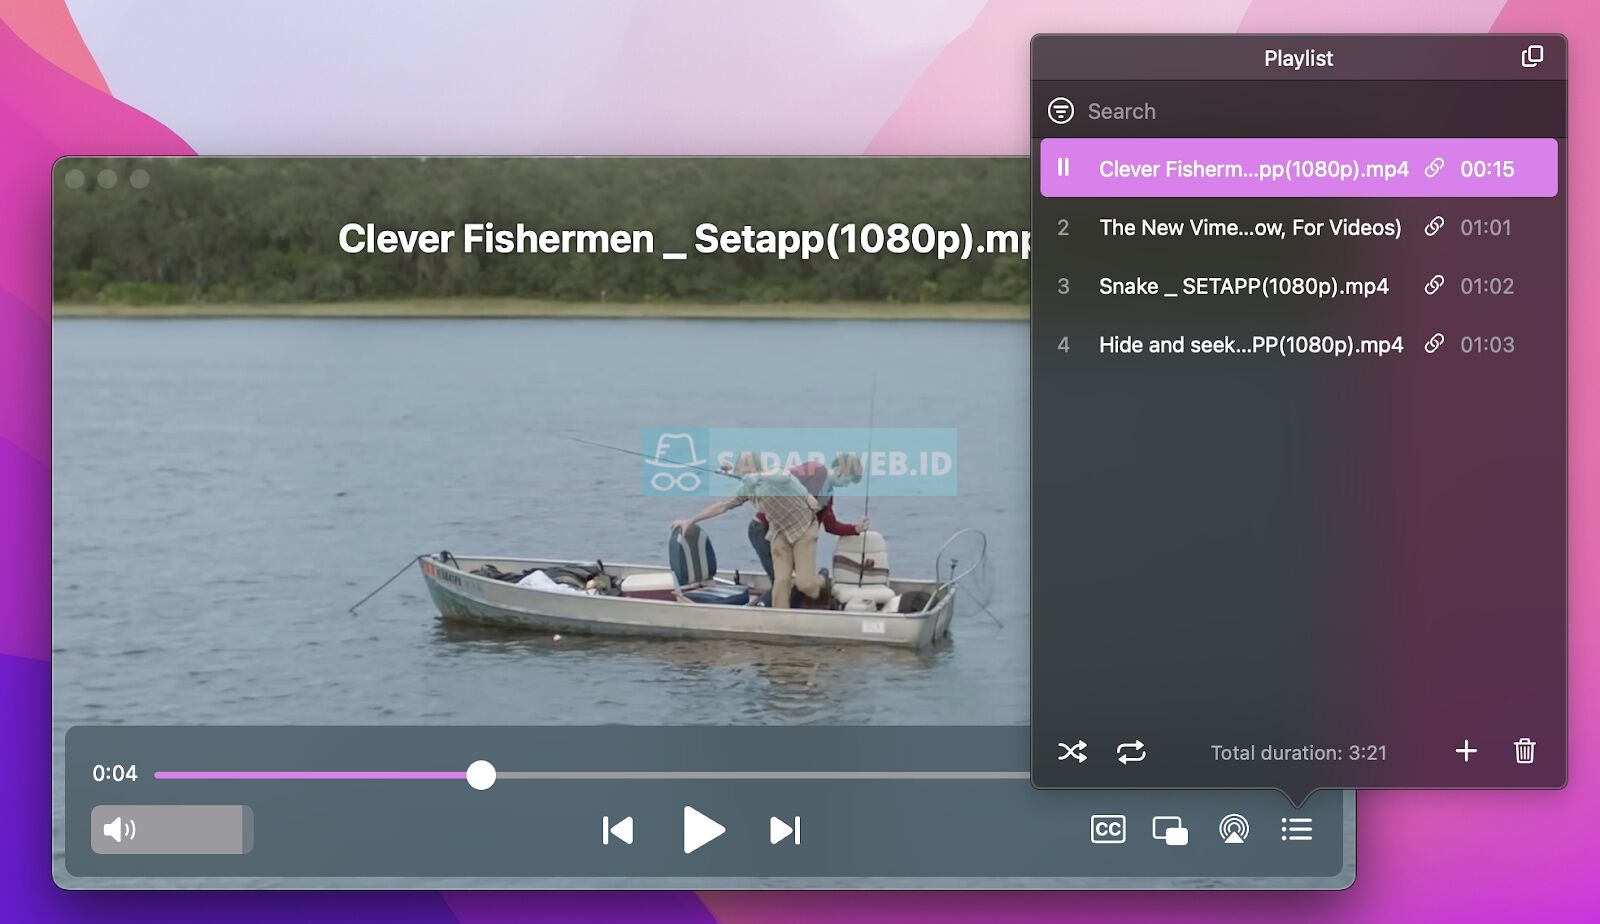 Playlist
Search
Clever Fisherm...pp(1080p).mp4 00:15
2 The New Vime...ow, For Videos) 01:01
3 Snake _ SETAPP(1080p).mp4 01:02
4 Hide and seek...PP(1080p).mp4 01:03
Total duration: 3:21
Clever Fishermen _ Setapp(1080p).mp
SADAP.WEB.ID
0:04
CC